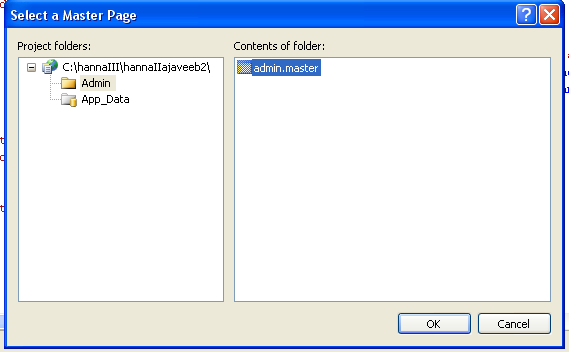 Select a Master Page
Project folders:
Contents of folder:
C:\hannaIII\hannaIIajaveeb2\
Admin
App_Data
admin.master
OK
Cancel